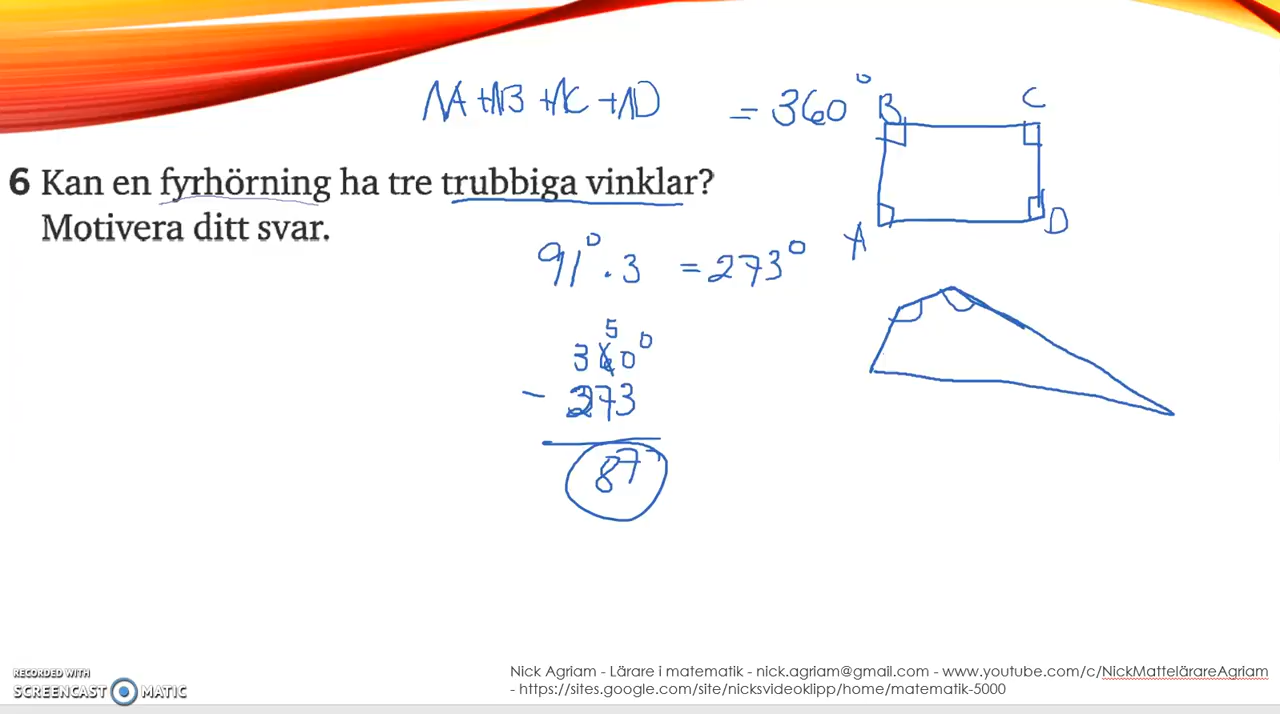 ∧A +∧B +∧C +∧D = 360°
B
C
6 Kan en fyrhörning ha tre trubbiga vinklar?
Motivera ditt svar.
A
D
91° · 3 = 273°
5
360°
- 273
87
RECORDED WITH
SCREENCAST MATIC
Nick Agriam - Lärare i matematik - nick.agriam@gmail.com - www.youtube.com/c/NickMattelärareAgriam
- https://sites.google.com/site/nicksvideoklipp/home/matematik-5000